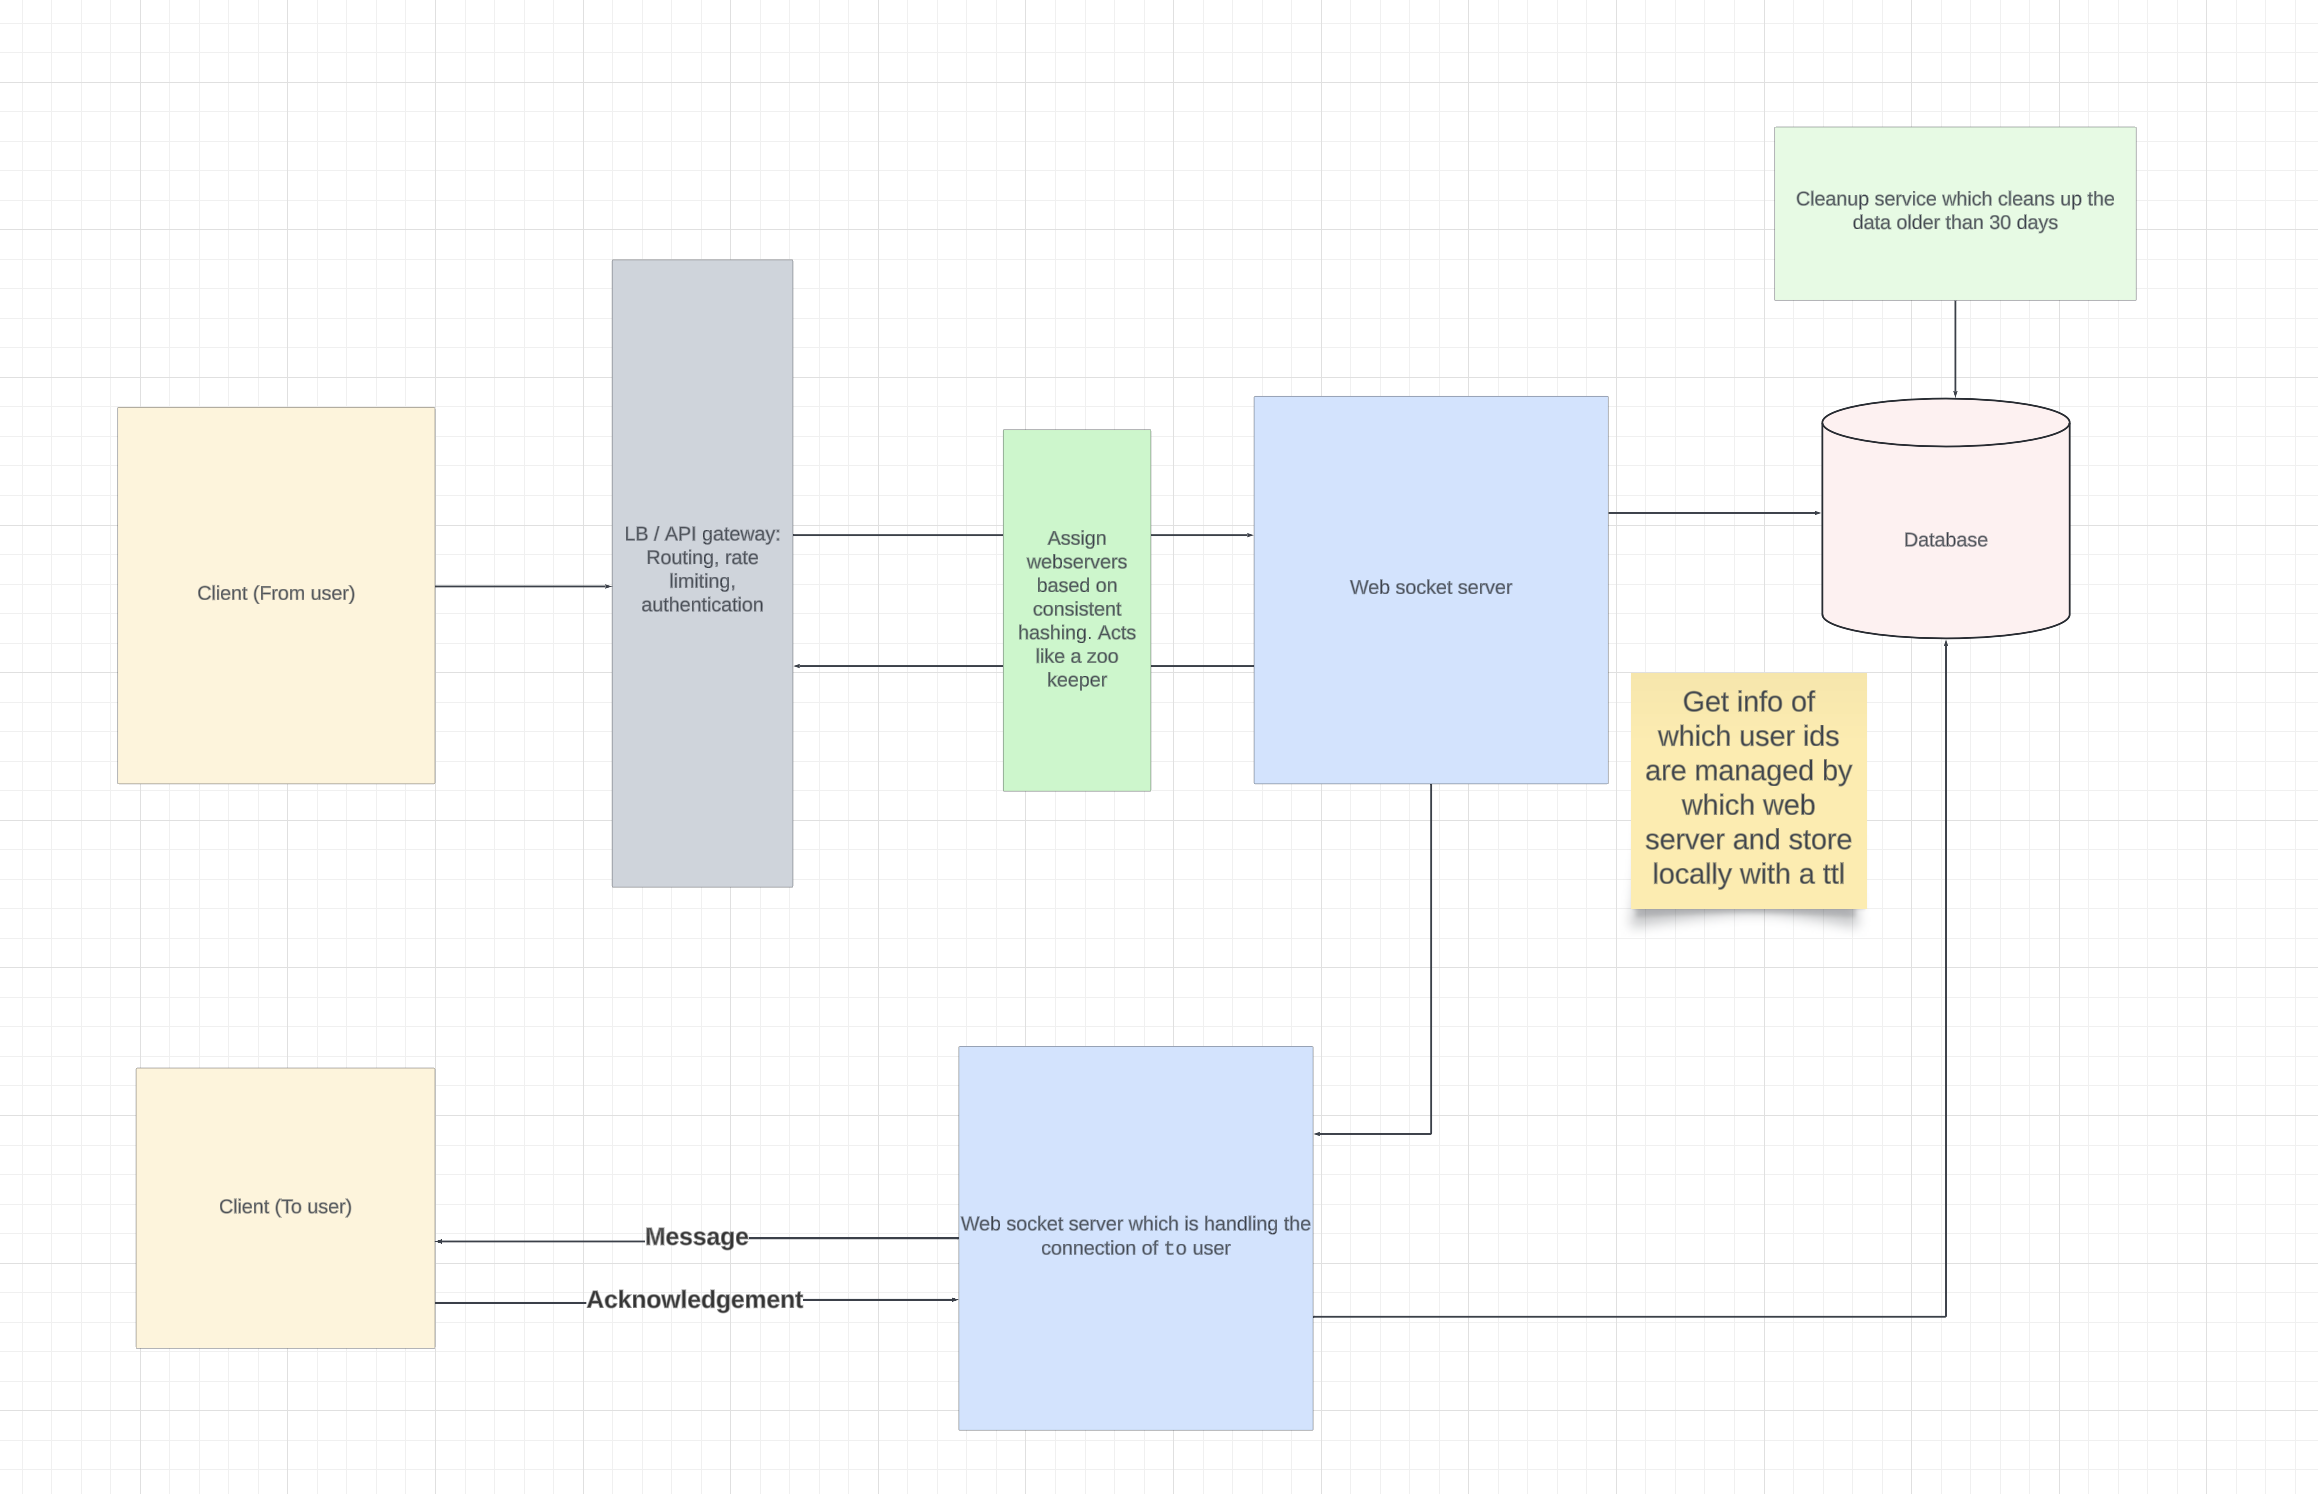 Cleanup service which cleans up the
data older than 30 days
Client (From user)
LB / API gateway:
Routing, rate
limiting,
authentication
Assign
webservers
based on
consistent
hashing. Acts
like a zoo
keeper
Web socket server
Database
Get info of
which user ids
are managed by
which web
server and store
locally with a ttl
Client (To user)
Message
Acknowledgement
Web socket server which is handling the
connection of to user